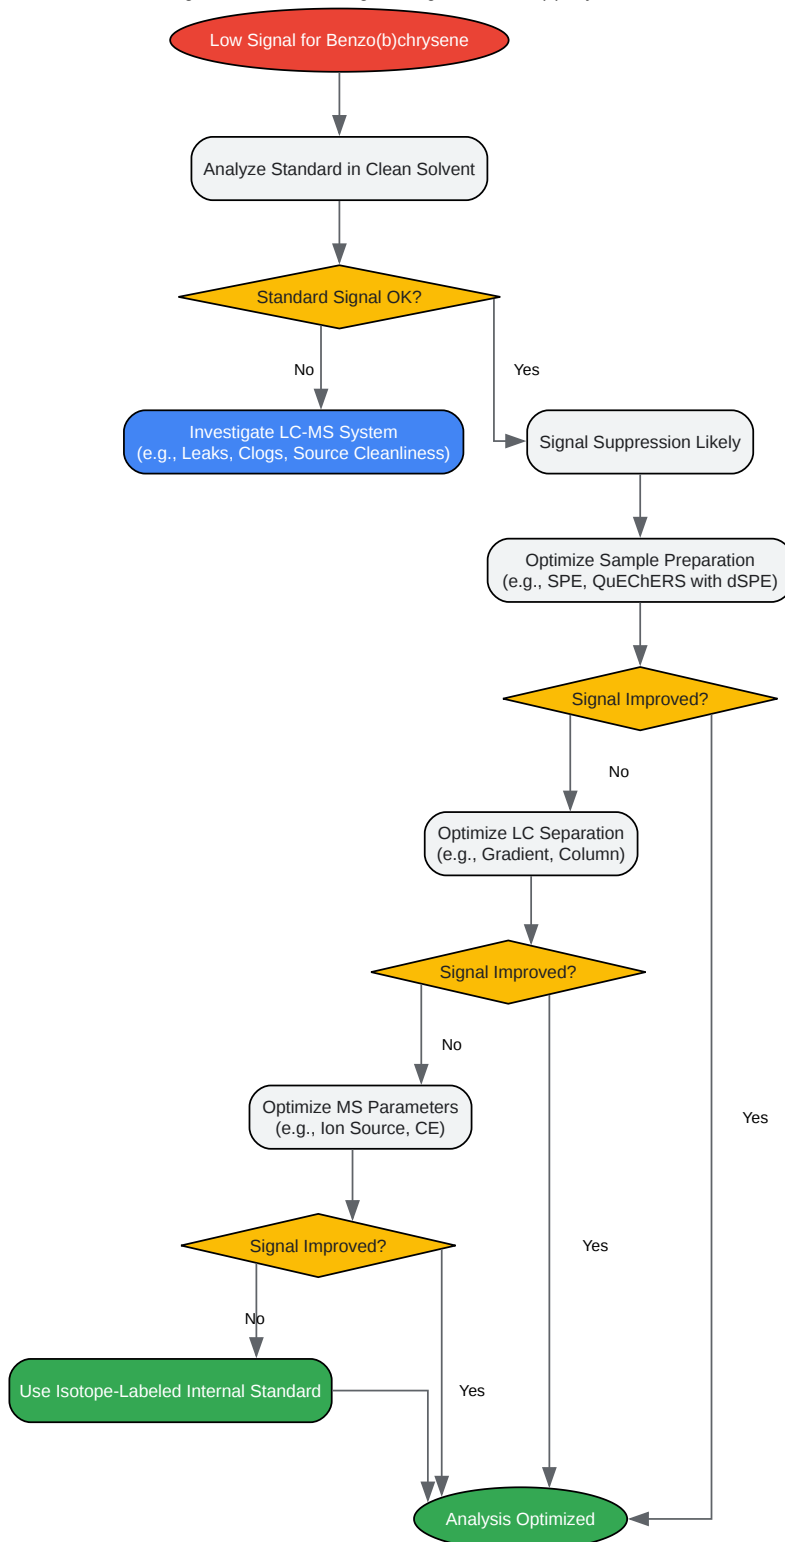 Low Signal for Benzo(b)chrysene
Analyze Standard in Clean Solvent
Standard Signal OK?
No
Yes
Investigate LC-MS System
(e.g., Leaks, Clogs, Source Cleanliness)
Signal Suppression Likely
Optimize Sample Preparation
(e.g., SPE, QuEChERS with dSPE)
Signal Improved?
No
Optimize LC Separation
(e.g., Gradient, Column)
Signal Improved?
No
Optimize MS Parameters
(e.g., Ion Source, CE)
Yes
Signal Improved?
Yes
No
Use Isotope-Labeled Internal Standard
Yes
Analysis Optimized